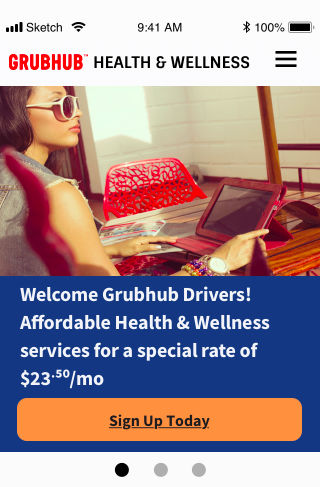 Sketch 9:41 AM 100%
GRUBHUB™ HEALTH & WELLNESS
Welcome Grubhub Drivers!
Affordable Health & Wellness
services for a special rate of
$23.50/mo
Sign Up Today